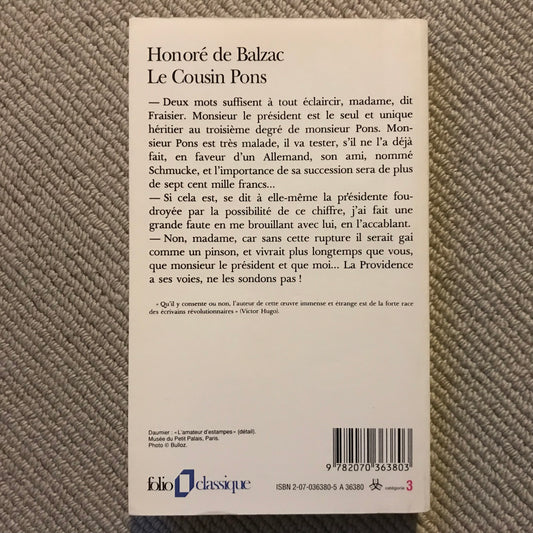 Honoré de Balzac
Le Cousin Pons
— Deux mots suffisent à tout éclaircir, madame, dit
Fraisier. Monsieur le président est le seul et unique
héritier au troisième degré de monsieur Pons. Mon-
sieur Pons est très malade, il va tester, s'il ne l'a déjà
fait, en faveur d'un Allemand, son ami, nommé
Schmucke, et l'importance de sa succession sera de
plus de sept cent mille francs...
— Si cela est, se dit à elle-même la présidente fou-
droyée par la possibilité de ce chiffre, j'ai fait une
grande faute en me brouillant avec lui, en l'accablant.
— Non, madame, car sans cette rupture il serait gai
comme un pinson, et vivrait plus longtemps que vous,
que monsieur le président et que moi... La Providence
a ses voies, ne les sondons pas !
« Qu'il y consente ou non, l'auteur de cette œuvre immense et étrange est de la forte race
des écrivains révolutionnaires » (Victor Hugo).
Daumier : « L'amateur d'estampes » (détail).
Musée du Petit Palais, Paris.
Photo © Bulloz.
9 782070 363803
folio classique
ISBN 2-07-036380-5 A 36380 catégorie 3